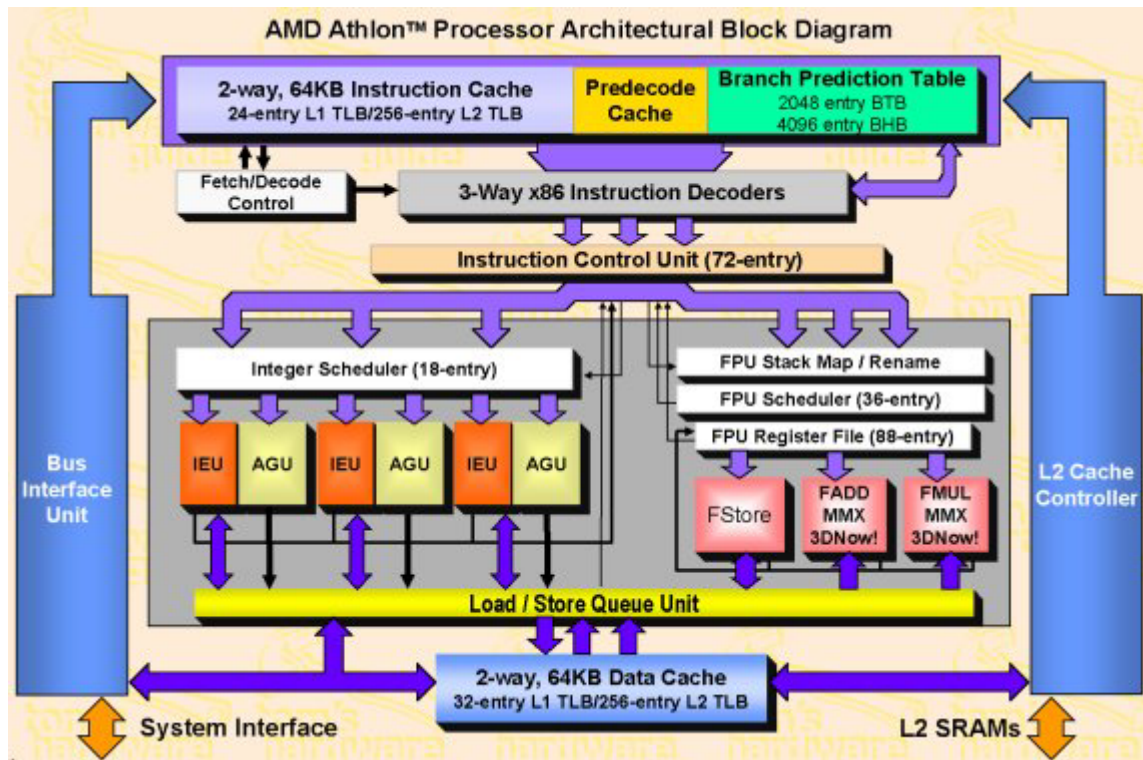 AMD Athlon™ Processor Architectural Block Diagram
2-way, 64KB Instruction Cache
24-entry L1 TLB/256-entry L2 TLB
Predecode
Cache
Branch Prediction Table
2048 entry BTB
4096 entry BHB
Fetch/Decode
Control
3-Way x86 Instruction Decoders
Instruction Control Unit (72-entry)
Integer Scheduler (18-entry)
FPU Stack Map / Rename
FPU Scheduler (36-entry)
FPU Register File (88-entry)
Bus
Interface
Unit
IEU
AGU
IEU
AGU
IEU
AGU
FStore
FADD
MMX
3DNow!
FMUL
MMX
3DNow!
L2 Cache
Controller
Load / Store Queue Unit
2-way, 64KB Data Cache
32-entry L1 TLB/256-entry L2 TLB
System Interface
L2 SRAMs
tom's
hardware